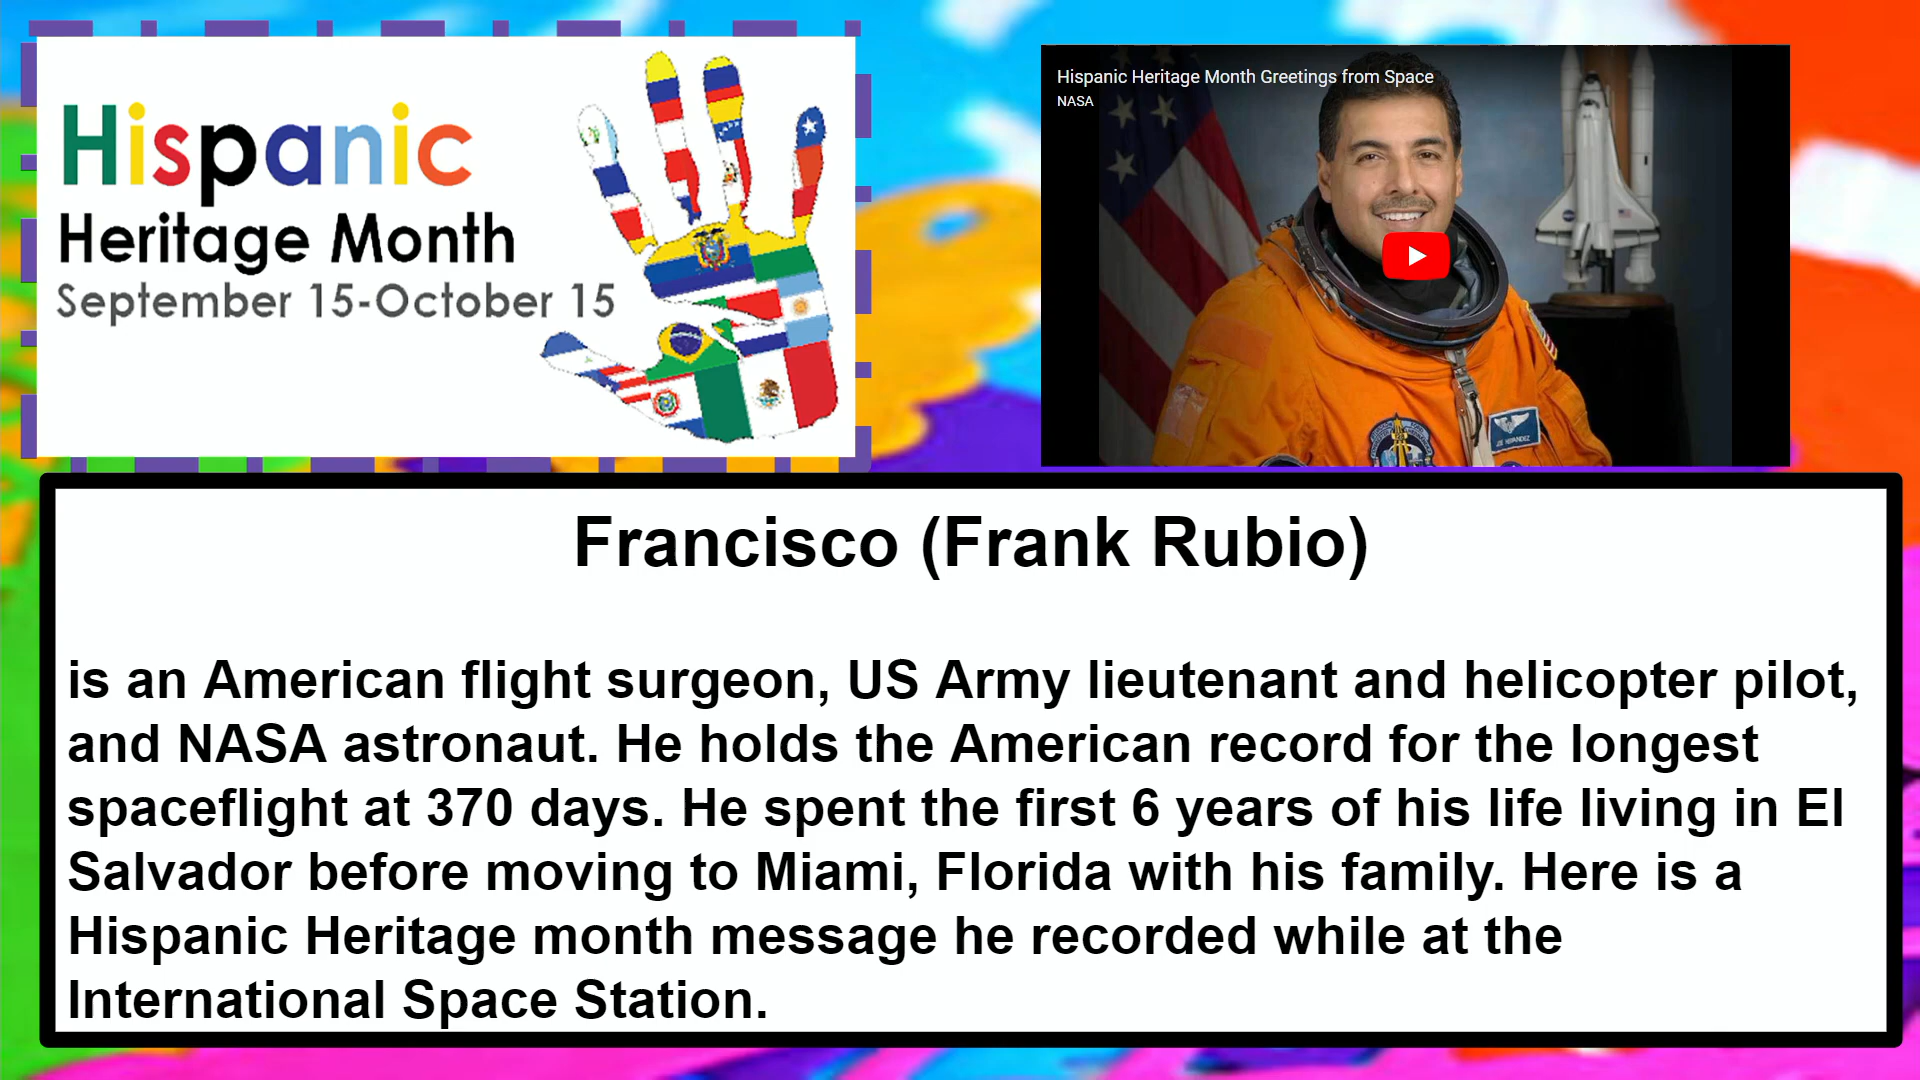 Hispanic
Heritage Month
September 15-October 15
Hispanic Heritage Month Greetings from Space
NASA
Francisco (Frank Rubio)
is an American flight surgeon, US Army lieutenant and helicopter pilot,
and NASA astronaut. He holds the American record for the longest
spaceflight at 370 days. He spent the first 6 years of his life living in El
Salvador before moving to Miami, Florida with his family. Here is a
Hispanic Heritage month message he recorded while at the
International Space Station.